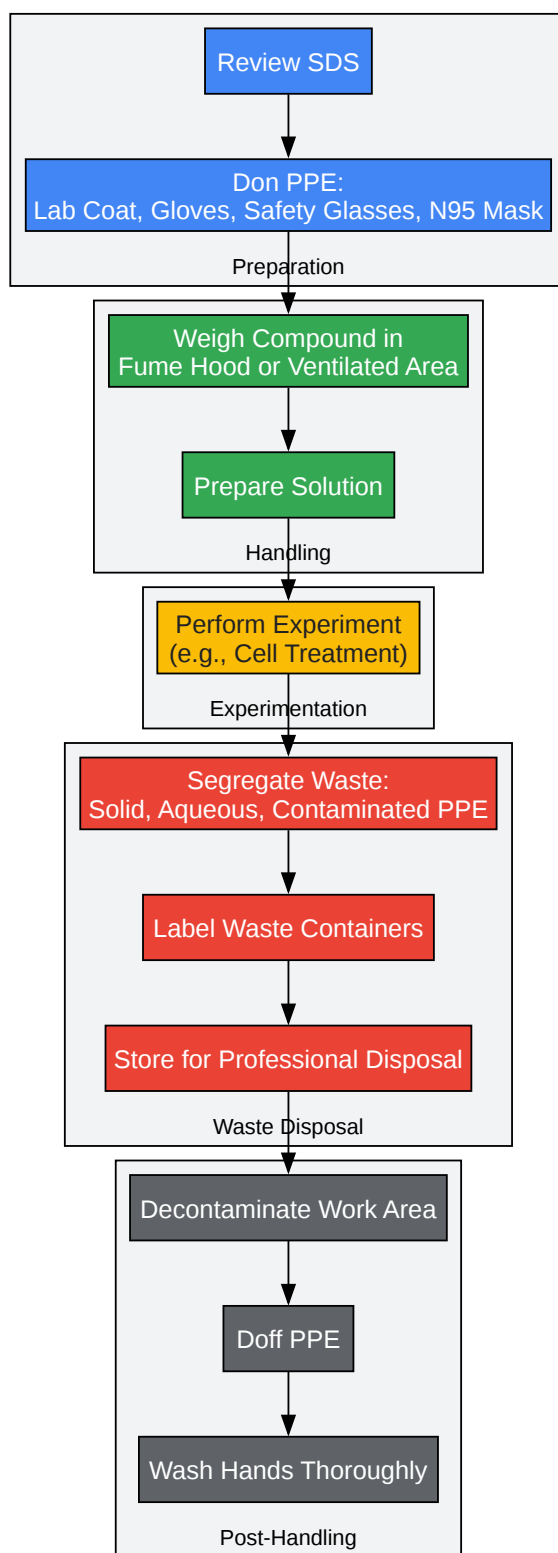 Review SDS
Don PPE:
Lab Coat, Gloves, Safety Glasses, N95 Mask
Preparation
Weigh Compound in
Fume Hood or Ventilated Area
Prepare Solution
Handling
Perform Experiment
(e.g., Cell Treatment)
Experimentation
Segregate Waste:
Solid, Aqueous, Contaminated PPE
Label Waste Containers
Store for Professional Disposal
Waste Disposal
Decontaminate Work Area
Doff PPE
Wash Hands Thoroughly
Post-Handling